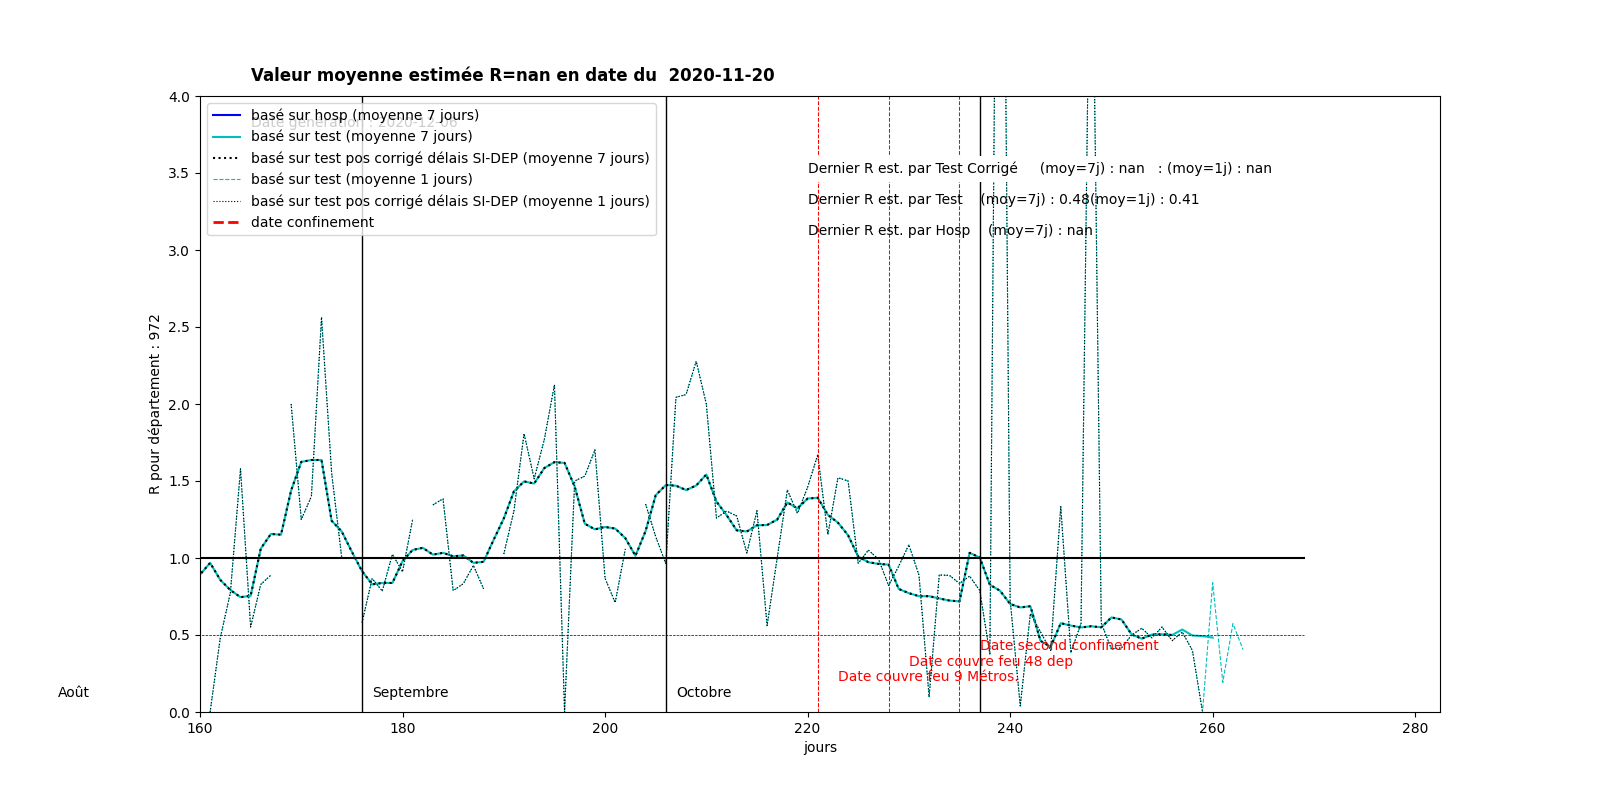 Valeur moyenne estimée R=nan en date du  2020-11-20
basé sur hosp (moyenne 7 jours)
Date génération : 2020-12-06
basé sur test (moyenne 7 jours)
basé sur test pos corrigé délais SI-DEP (moyenne 7 jours)
basé sur test (moyenne 1 jours)
basé sur test pos corrigé délais SI-DEP (moyenne 1 jours)
date confinement
Dernier R est. par Test Corrigé     (moy=7j) : nan   : (moy=1j) : nan
Dernier R est. par Test    (moy=7j) : 0.48(moy=1j) : 0.41
Dernier R est. par Hosp    (moy=7j) : nan
4.0
3.5
3.0
2.5
2.0
1.5
1.0
0.5
0.0
R pour département : 972
Date second confinement
Date couvre feu 48 dep
Date couvre feu 9 Métros.
Août
Septembre
Octobre
160 180 200 220 240 260 280
jours